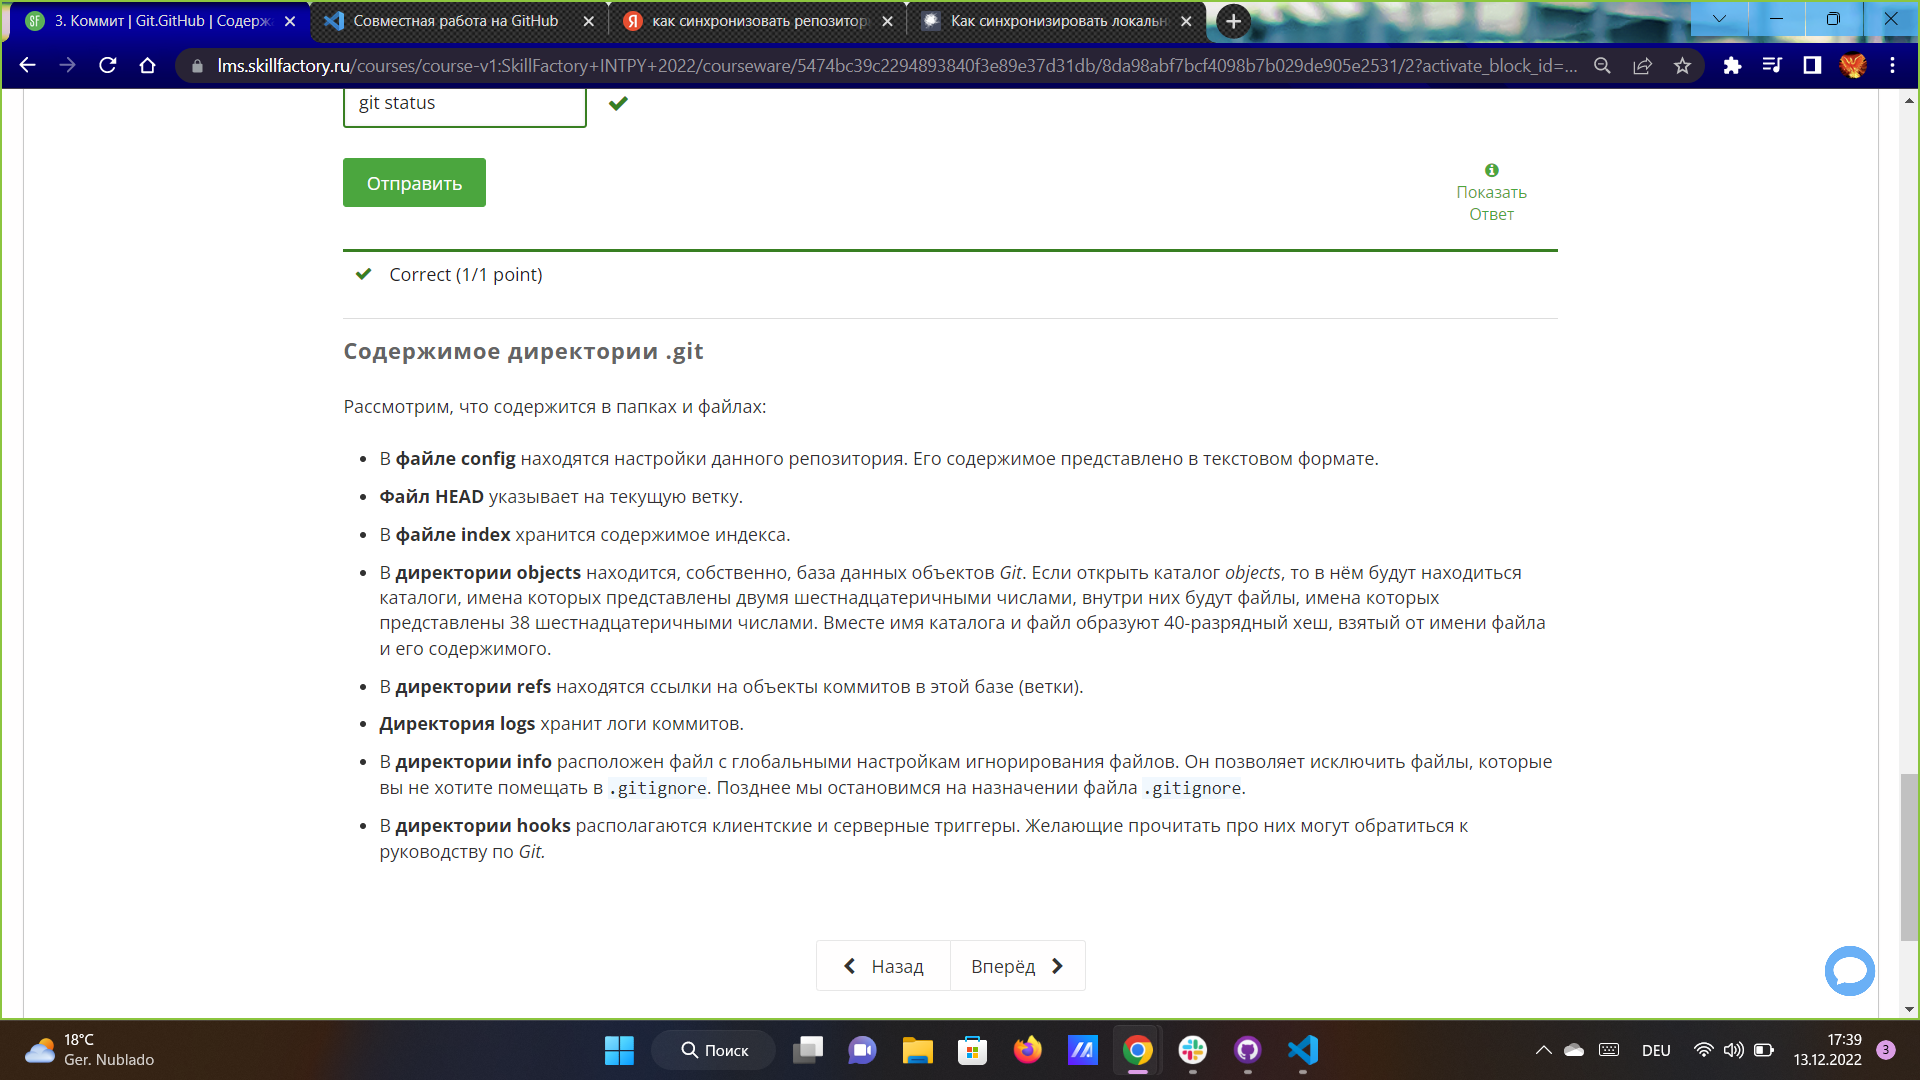 3. Коммит | Git.GitHub | Содерж
Совместная работа на GitHub
как синхронизовать репозитори
Как синхронизировать локальн
lms.skillfactory.ru/courses/course-v1:SkillFactory+INTPY+2022/courseware/5474bc39c2294893840f3e89e37d31db/8da98abf7bcf4098b7b029de905e2531/2?activate_block_id=...
git status
Отправить
Показать
Ответ
Correct (1/1 point)
Содержимое директории .git
Рассмотрим, что содержится в папках и файлах:
В файле config находятся настройки данного репозитория. Его содержимое представлено в текстовом формате.
Файл HEAD указывает на текущую ветку.
В файле index хранится содержимое индекса.
В директории objects находится, собственно, база данных объектов Git. Если открыть каталог objects, то в нём будут находиться
каталоги, имена которых представлены двумя шестнадцатеричными числами, внутри них будут файлы, имена которых
представлены 38 шестнадцатеричными числами. Вместе имя каталога и файл образуют 40-разрядный хеш, взятый от имени файла
и его содержимого.
В директории refs находятся ссылки на объекты коммитов в этой базе (ветки).
Директория logs хранит логи коммитов.
В директории info расположен файл с глобальными настройкам игнорирования файлов. Он позволяет исключить файлы, которые
вы не хотите помещать в .gitignore. Позднее мы остановимся на назначении файла .gitignore.
В директории hooks располагаются клиентские и серверные триггеры. Желающие прочитать про них могут обратиться к
руководству по Git.
Назад
Вперёд
18°C
Ger. Nublado
Поиск
DEU
17:39
13.12.2022
3